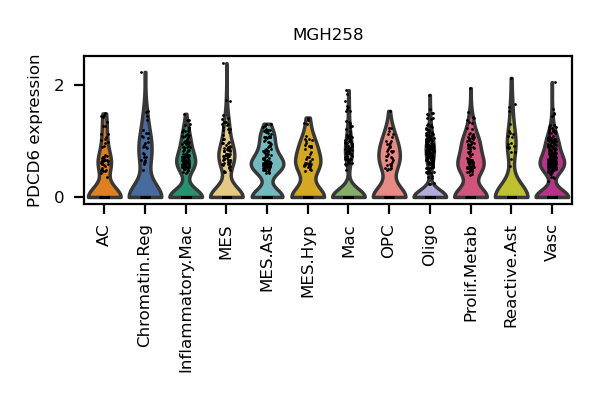 MGH258
PDCD6 expression
2
0
AC
Chromatin.Reg
Inflammatory.Mac
MES
MES.Ast
MES.Hyp
Mac
OPC
Oligo
Prolif.Metab
Reactive.Ast
Vasc